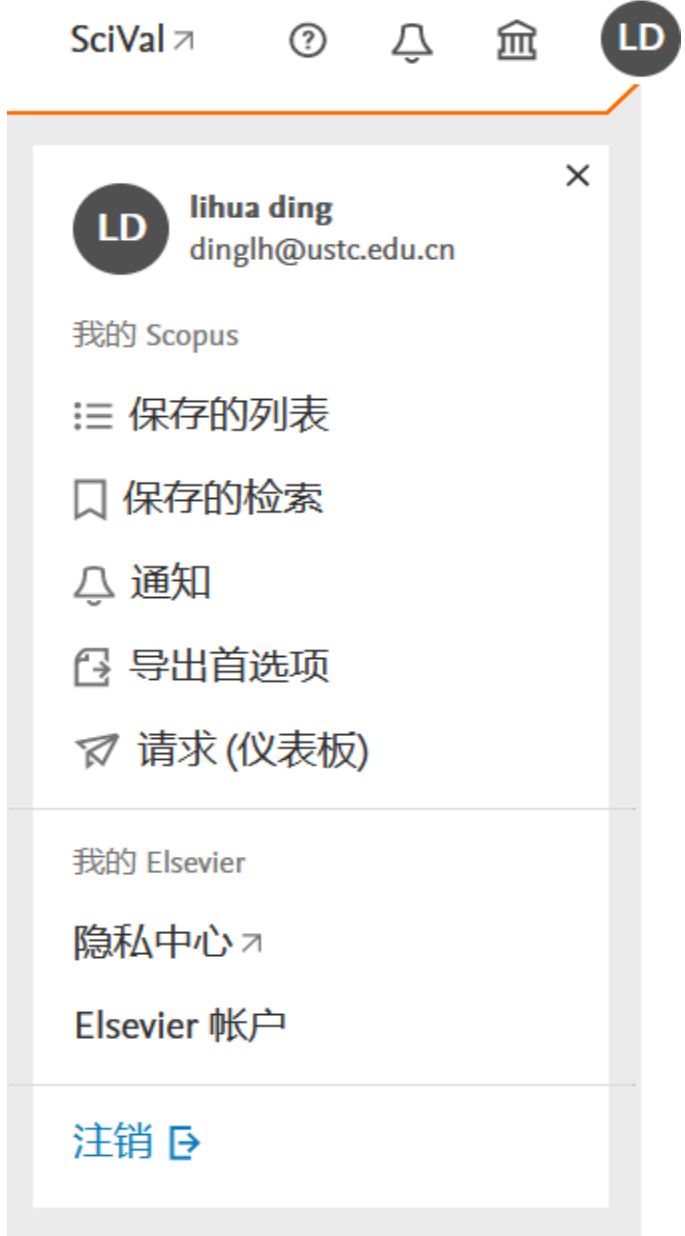 SciVal
LD
LD
lihua ding
dinglh@ustc.edu.cn
我的 Scopus
保存的列表
保存的检索
通知
导出首选项
请求 (仪表板)
我的 Elsevier
隐私中心
Elsevier 帐户
注销